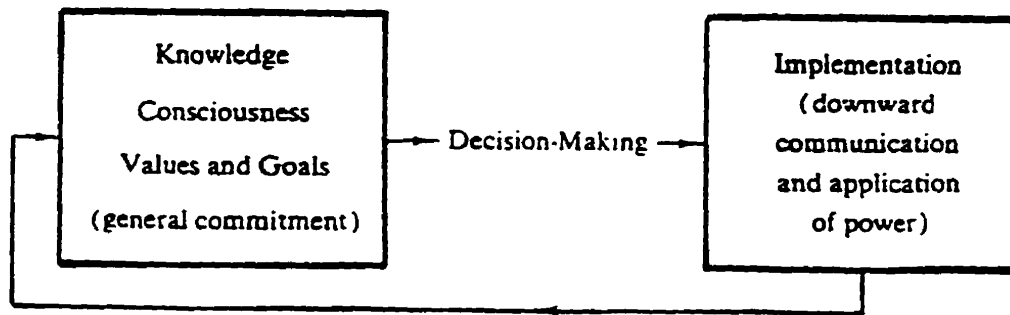 Knowledge
Consciousness
Values and Goals
(general commitment)
Decision-Making
Implementation
(downward
communication
and application
of power)